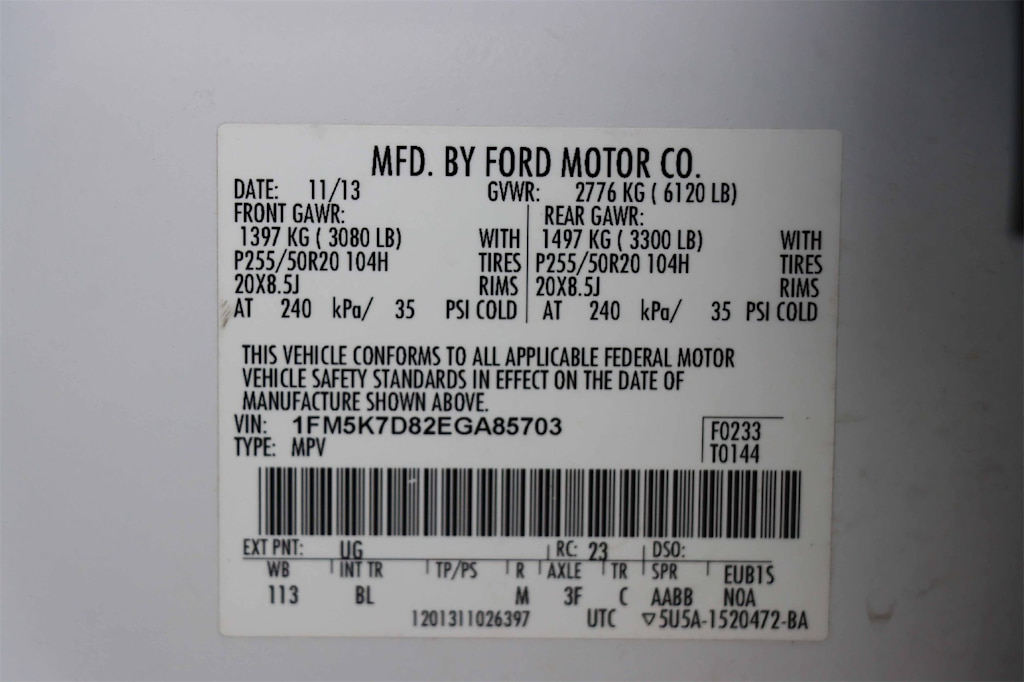 MFD. BY FORD MOTOR CO.
DATE: 11/13 GVWR: 2776 KG ( 6120 LB)
FRONT GAWR: REAR GAWR:
1397 KG ( 3080 LB) WITH 1497 KG ( 3300 LB) WITH
P255/50R20 104H TIRES P255/50R20 104H TIRES
20X8.5J RIMS 20X8.5J RIMS
AT 240 kPa/ 35 PSI COLD AT 240 kPa/ 35 PSI COLD
THIS VEHICLE CONFORMS TO ALL APPLICABLE FEDERAL MOTOR
VEHICLE SAFETY STANDARDS IN EFFECT ON THE DATE OF
MANUFACTURE SHOWN ABOVE.
VIN: 1FM5K7D82EGA85703 F0233
TYPE: MPV T0144
EXT PNT: UG RC: 23 DSO:
WB INT TR TP/PS R AXLE TR SPR EUB1S
113 BL M 3F C AABB NOA
1201311026397 UTC ▽5U5A-1520472-BA